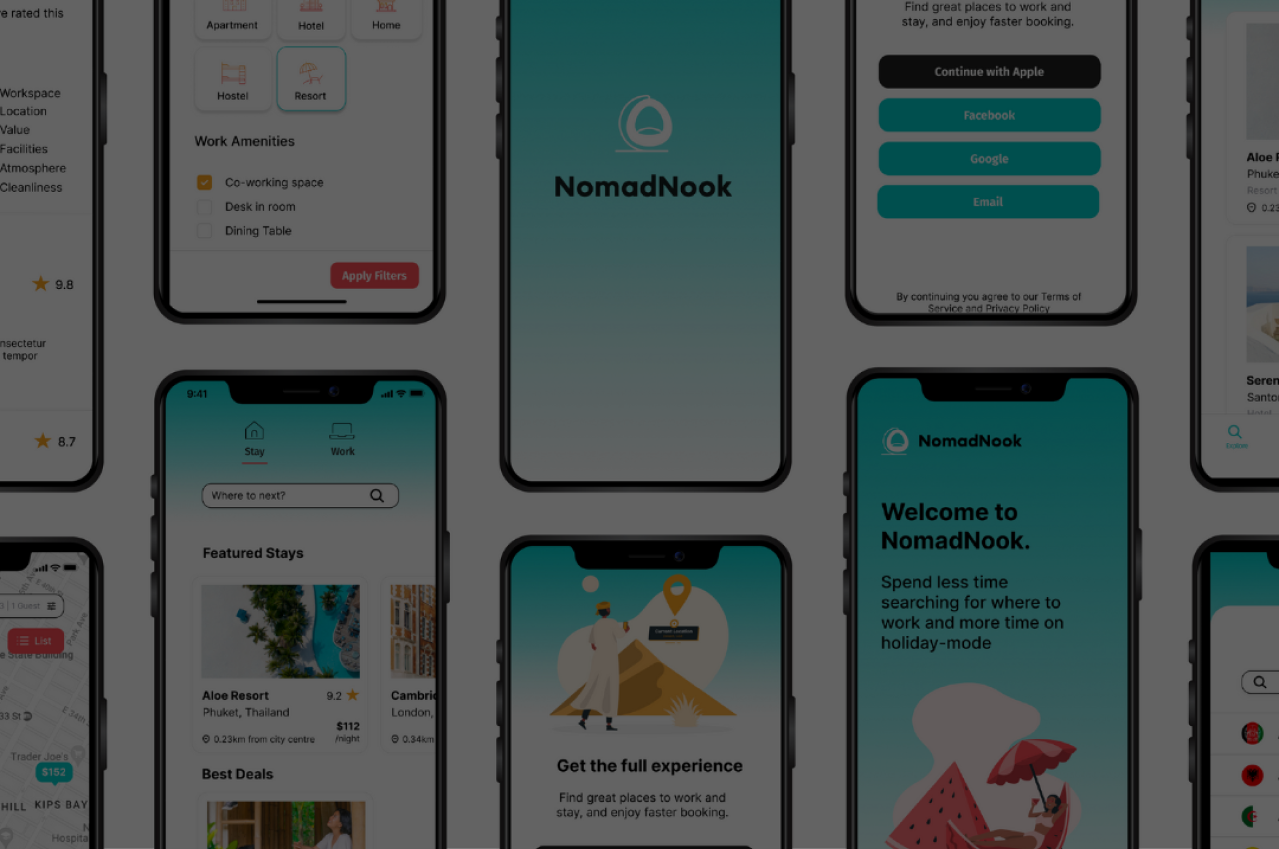 e rated this
Workspace
Location
Value
Facilities
Atmosphere
Cleanliness
9.8
nsectetur
tempor
8.7
1 Guest
List
e State Building
Park Ave
33 St
E 24th
Trader Joe's
$152
HILL
KIPS BAY
Hospita
Apartment
Hotel
Home
Hostel
Resort
Work Amenities
Co-working space
Desk in room
Dining Table
Apply Filters
9:41
Stay
Work
Where to next?
Featured Stays
Aloe Resort
9.2
Phuket, Thailand
$112
/night
0.23km from city centre
Cambri
London,
0.34km
Best Deals
NomadNook
Current Location
Get the full experience
Find great places to work and
stay, and enjoy faster booking.
Find great places to work and
stay, and enjoy faster booking.
Continue with Apple
Facebook
Google
Email
By continuing you agree to our Terms of
Service and Privacy Policy
NomadNook
Welcome to
NomadNook.
Spend less time
searching for where to
work and more time on
holiday-mode
Aloe R
Phuke
Resort
0.23
Seren
Santo
Hotel